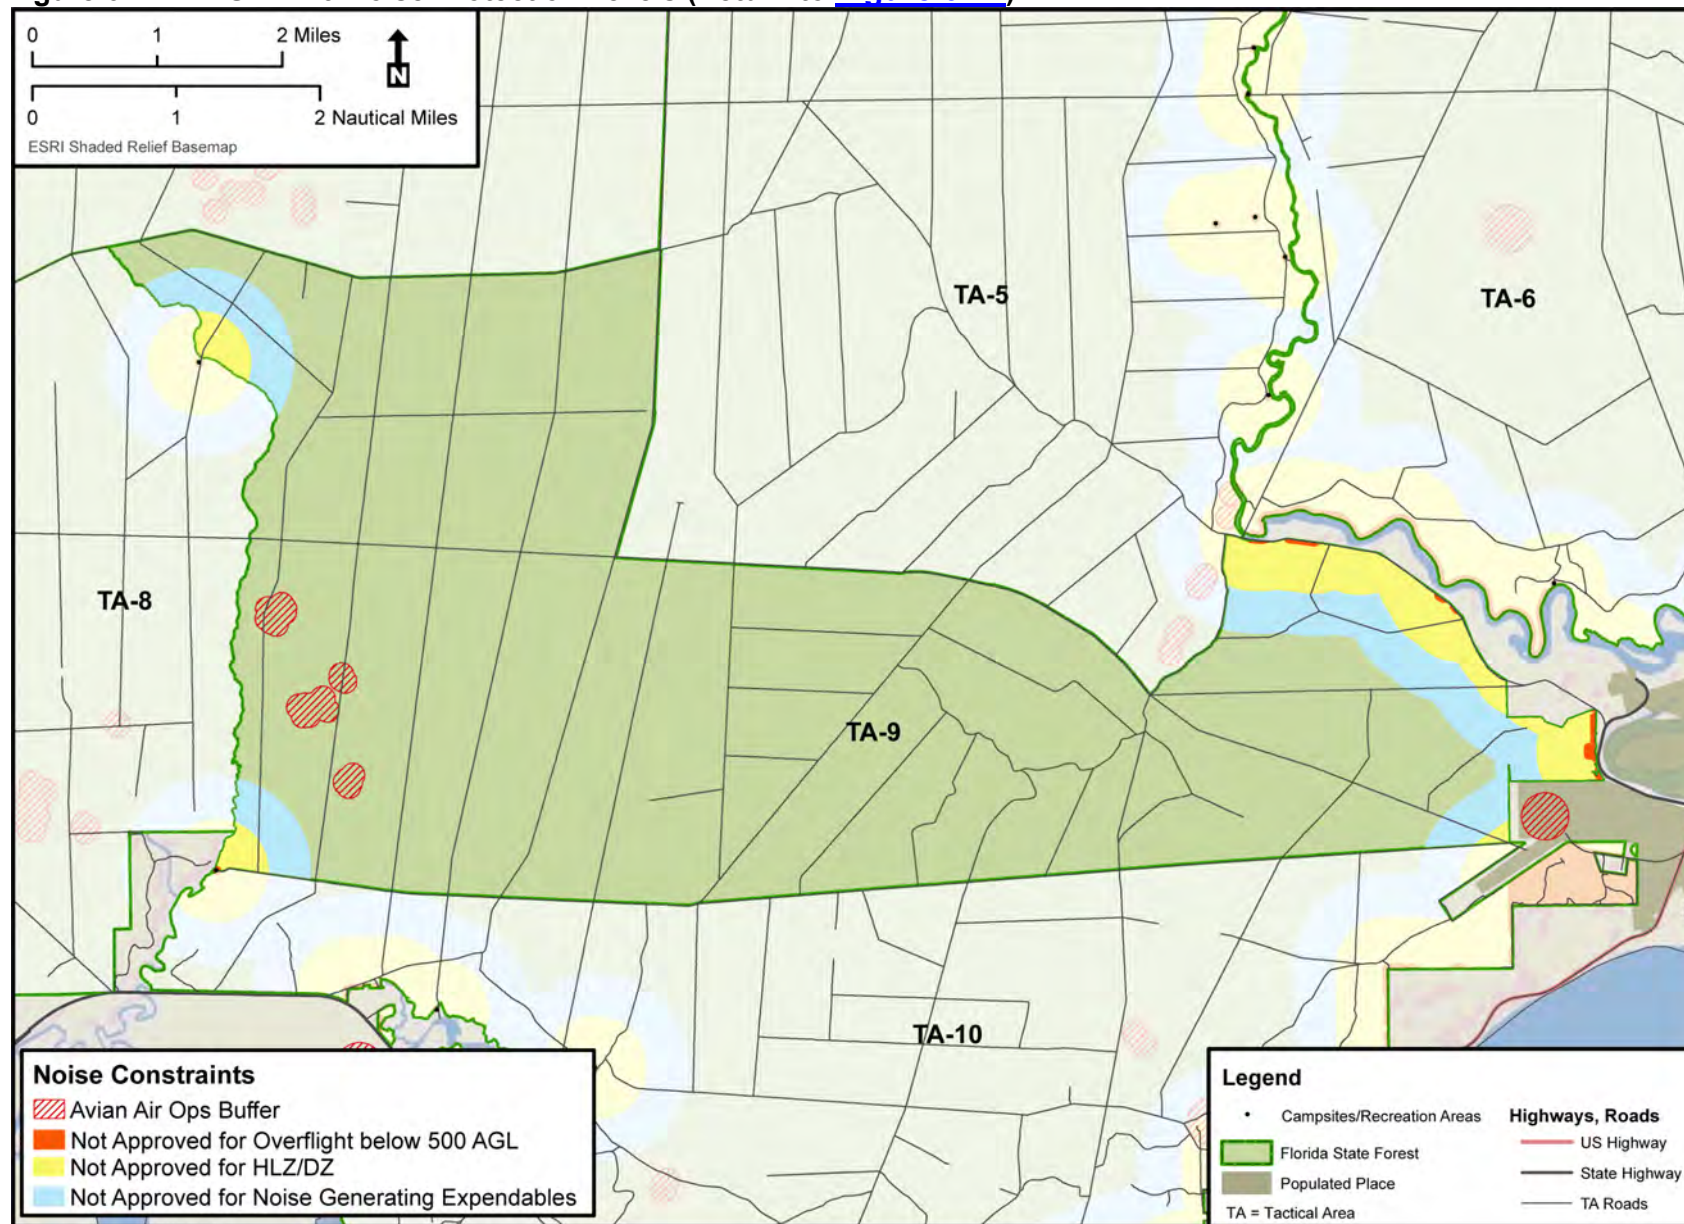 0 1 2 Miles
N
0 1 2 Nautical Miles
ESRI Shaded Relief Basemap
TA-5
TA-6
TA-8
TA-9
TA-10
Noise Constraints
Avian Air Ops Buffer
Not Approved for Overflight below 500 AGL
Not Approved for HLZ/DZ
Not Approved for Noise Generating Expendables
Legend
Campsites/Recreation Areas
Florida State Forest
Populated Place
TA = Tactical Area
Highways, Roads
US Highway
State Highway
TA Roads